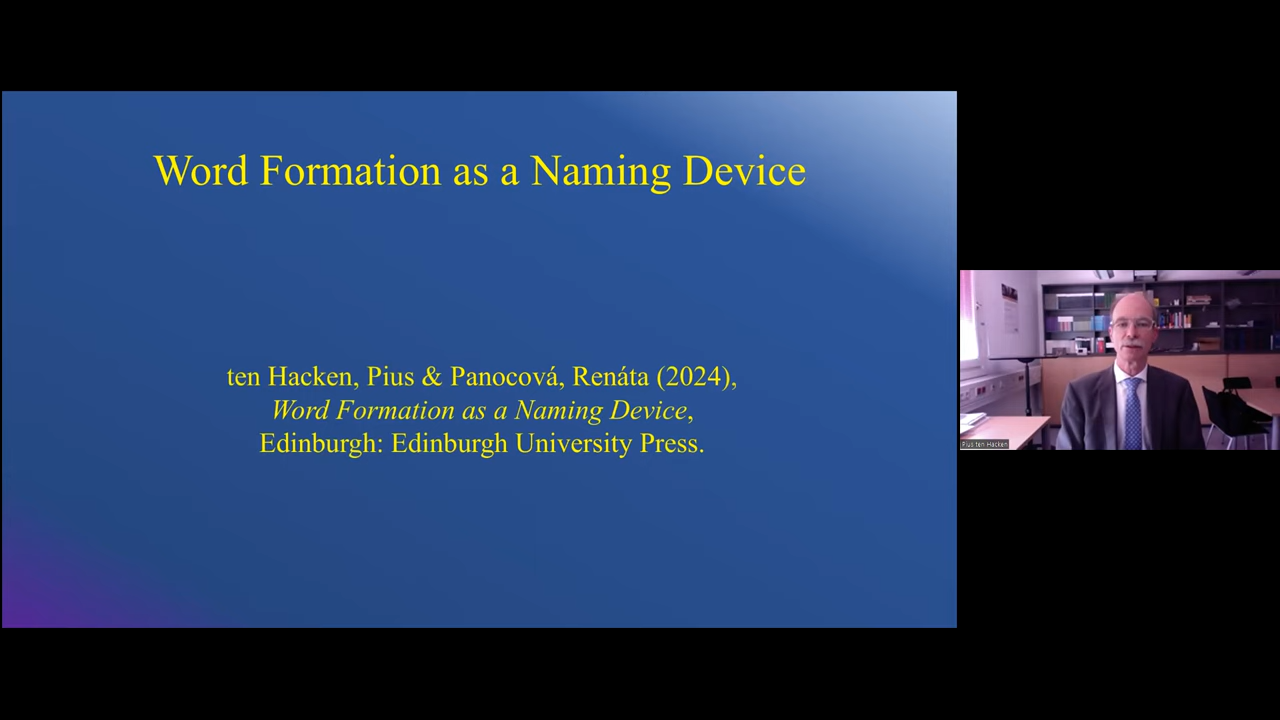 Word Formation as a Naming Device
ten Hacken, Pius & Panocová, Renáta (2024),
Word Formation as a Naming Device,
Edinburgh: Edinburgh University Press.
Pius ten Hacken